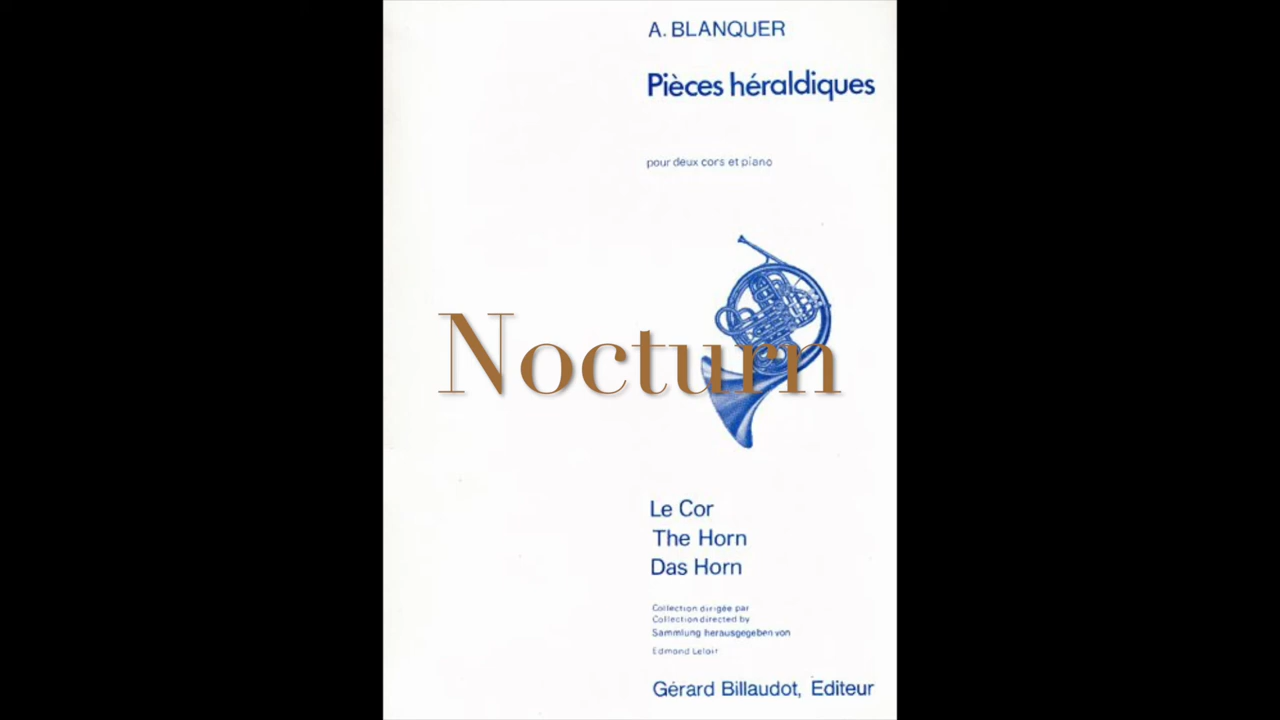 A. BLANQUER
Pièces héraldiques
pour deux cors et piano
Nocturn
Le Cor
The Horn
Das Horn
Collection dirigée par
Collection directed by
Sammlung herausgegeben von
Edmond Leloir
Gérard Billaudot, Editeur